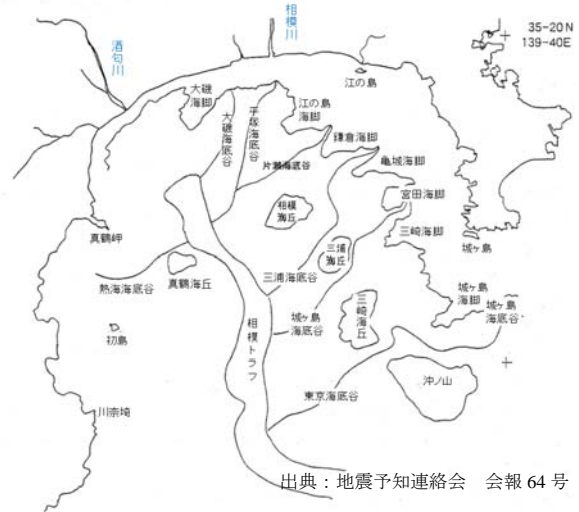 相模川
酒匂川
35-20 N
139-40E
江の島
大磯
海脚
大磯海底谷
平塚海底谷
江の島
海脚
鎌倉海脚
片瀬海底谷
亀城海脚
宮田海脚
相模
海丘
三崎海脚
真鶴岬
城ヶ島
三浦
海丘
三浦海底谷
熱海海底谷
真鶴海丘
城ヶ島
海脚
城ヶ島
海底谷
城ヶ島
海底谷
三崎海丘
初島
相模トラフ
沖ノ山
東京海底谷
川奈埼
出典：地震予知連絡会　会報 64 号